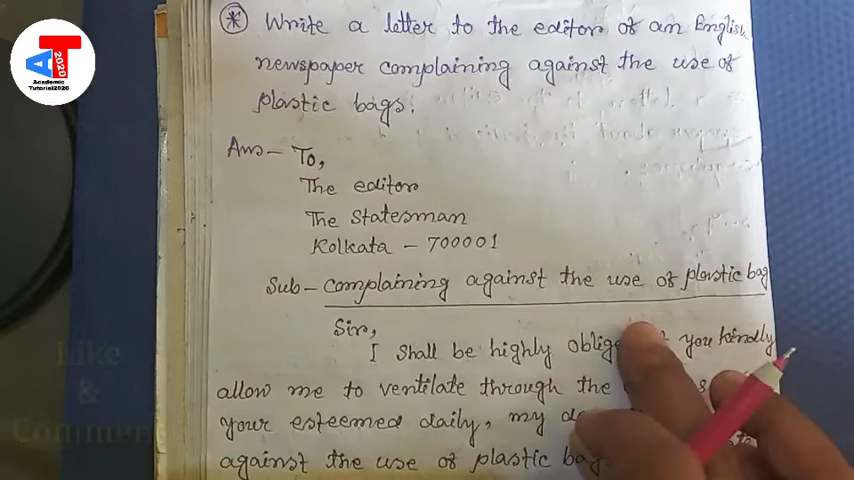 AT
2020
Academic
Tutorial2020
* Write a letter to the editor of an English
newspaper complaining against the use of
plastic bags.
Ans- To,
The editor
The Statesman
Kolkata - 700001
Sub- Complaining against the use of plastic bag
Sir,
I shall be highly you kindly
allow me to ventilate through the
your esteemed daily, my
against the use of plastic
Like
&
Comment